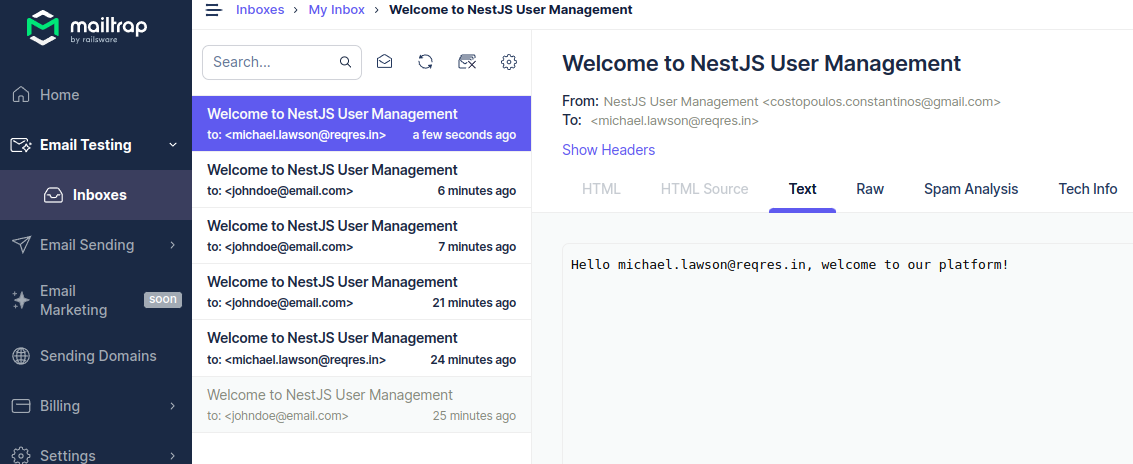 mailtrap
by railsware
Home
Email Testing
Inboxes
Email Sending
Email
Marketing
soon
Sending Domains
Billing
Settings
Inboxes > My Inbox > Welcome to NestJS User Management
Search...
Welcome to NestJS User Management
to: <michael.lawson@reqres.in> a few seconds ago
Welcome to NestJS User Management
to: <johndoe@email.com> 6 minutes ago
Welcome to NestJS User Management
to: <johndoe@email.com> 7 minutes ago
Welcome to NestJS User Management
to: <johndoe@email.com> 21 minutes ago
Welcome to NestJS User Management
to: <michael.lawson@reqres.in> 24 minutes ago
Welcome to NestJS User Management
to: <johndoe@email.com> 25 minutes ago
Welcome to NestJS User Management
From: NestJS User Management <costopoulos.constantinos@gmail.com>
To: <michael.lawson@reqres.in>
Show Headers
HTML HTML Source Text Raw Spam Analysis Tech Info
Hello michael.lawson@reqres.in, welcome to our platform!